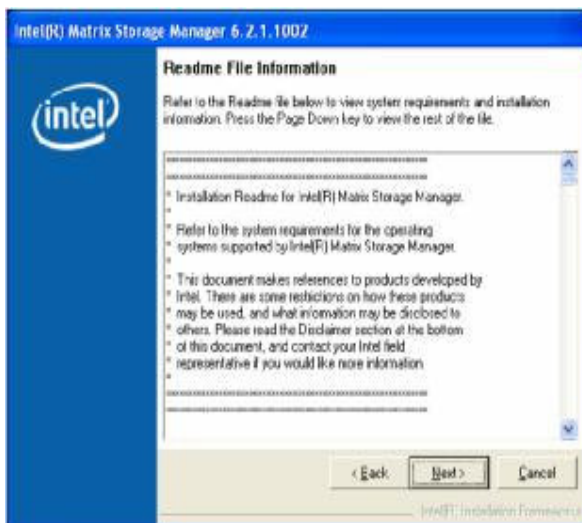 Intel(R) Matrix Storage Manager 6.2.1.1002
intel
Readme File Information
Refer to the Readme file below to view system requirements and installation
information. Press the Page Down key to view the rest of the file.
* Installation Readme for Intel(R) Matrix Storage Manager.
*
* Refer to the system requirements for the operating
* systems supported by Intel(R) Matrix Storage Manager.
*
* This document makes references to products developed by
* Intel. There are some restrictions on how these products
* may be used, and what information may be disclosed to
* others. Please read the Disclaimer section at the bottom
* of this document, and contact your Intel field
* representative if you would like more information.
*
< Back
Next >
Cancel
Intel(R) Installation Framework